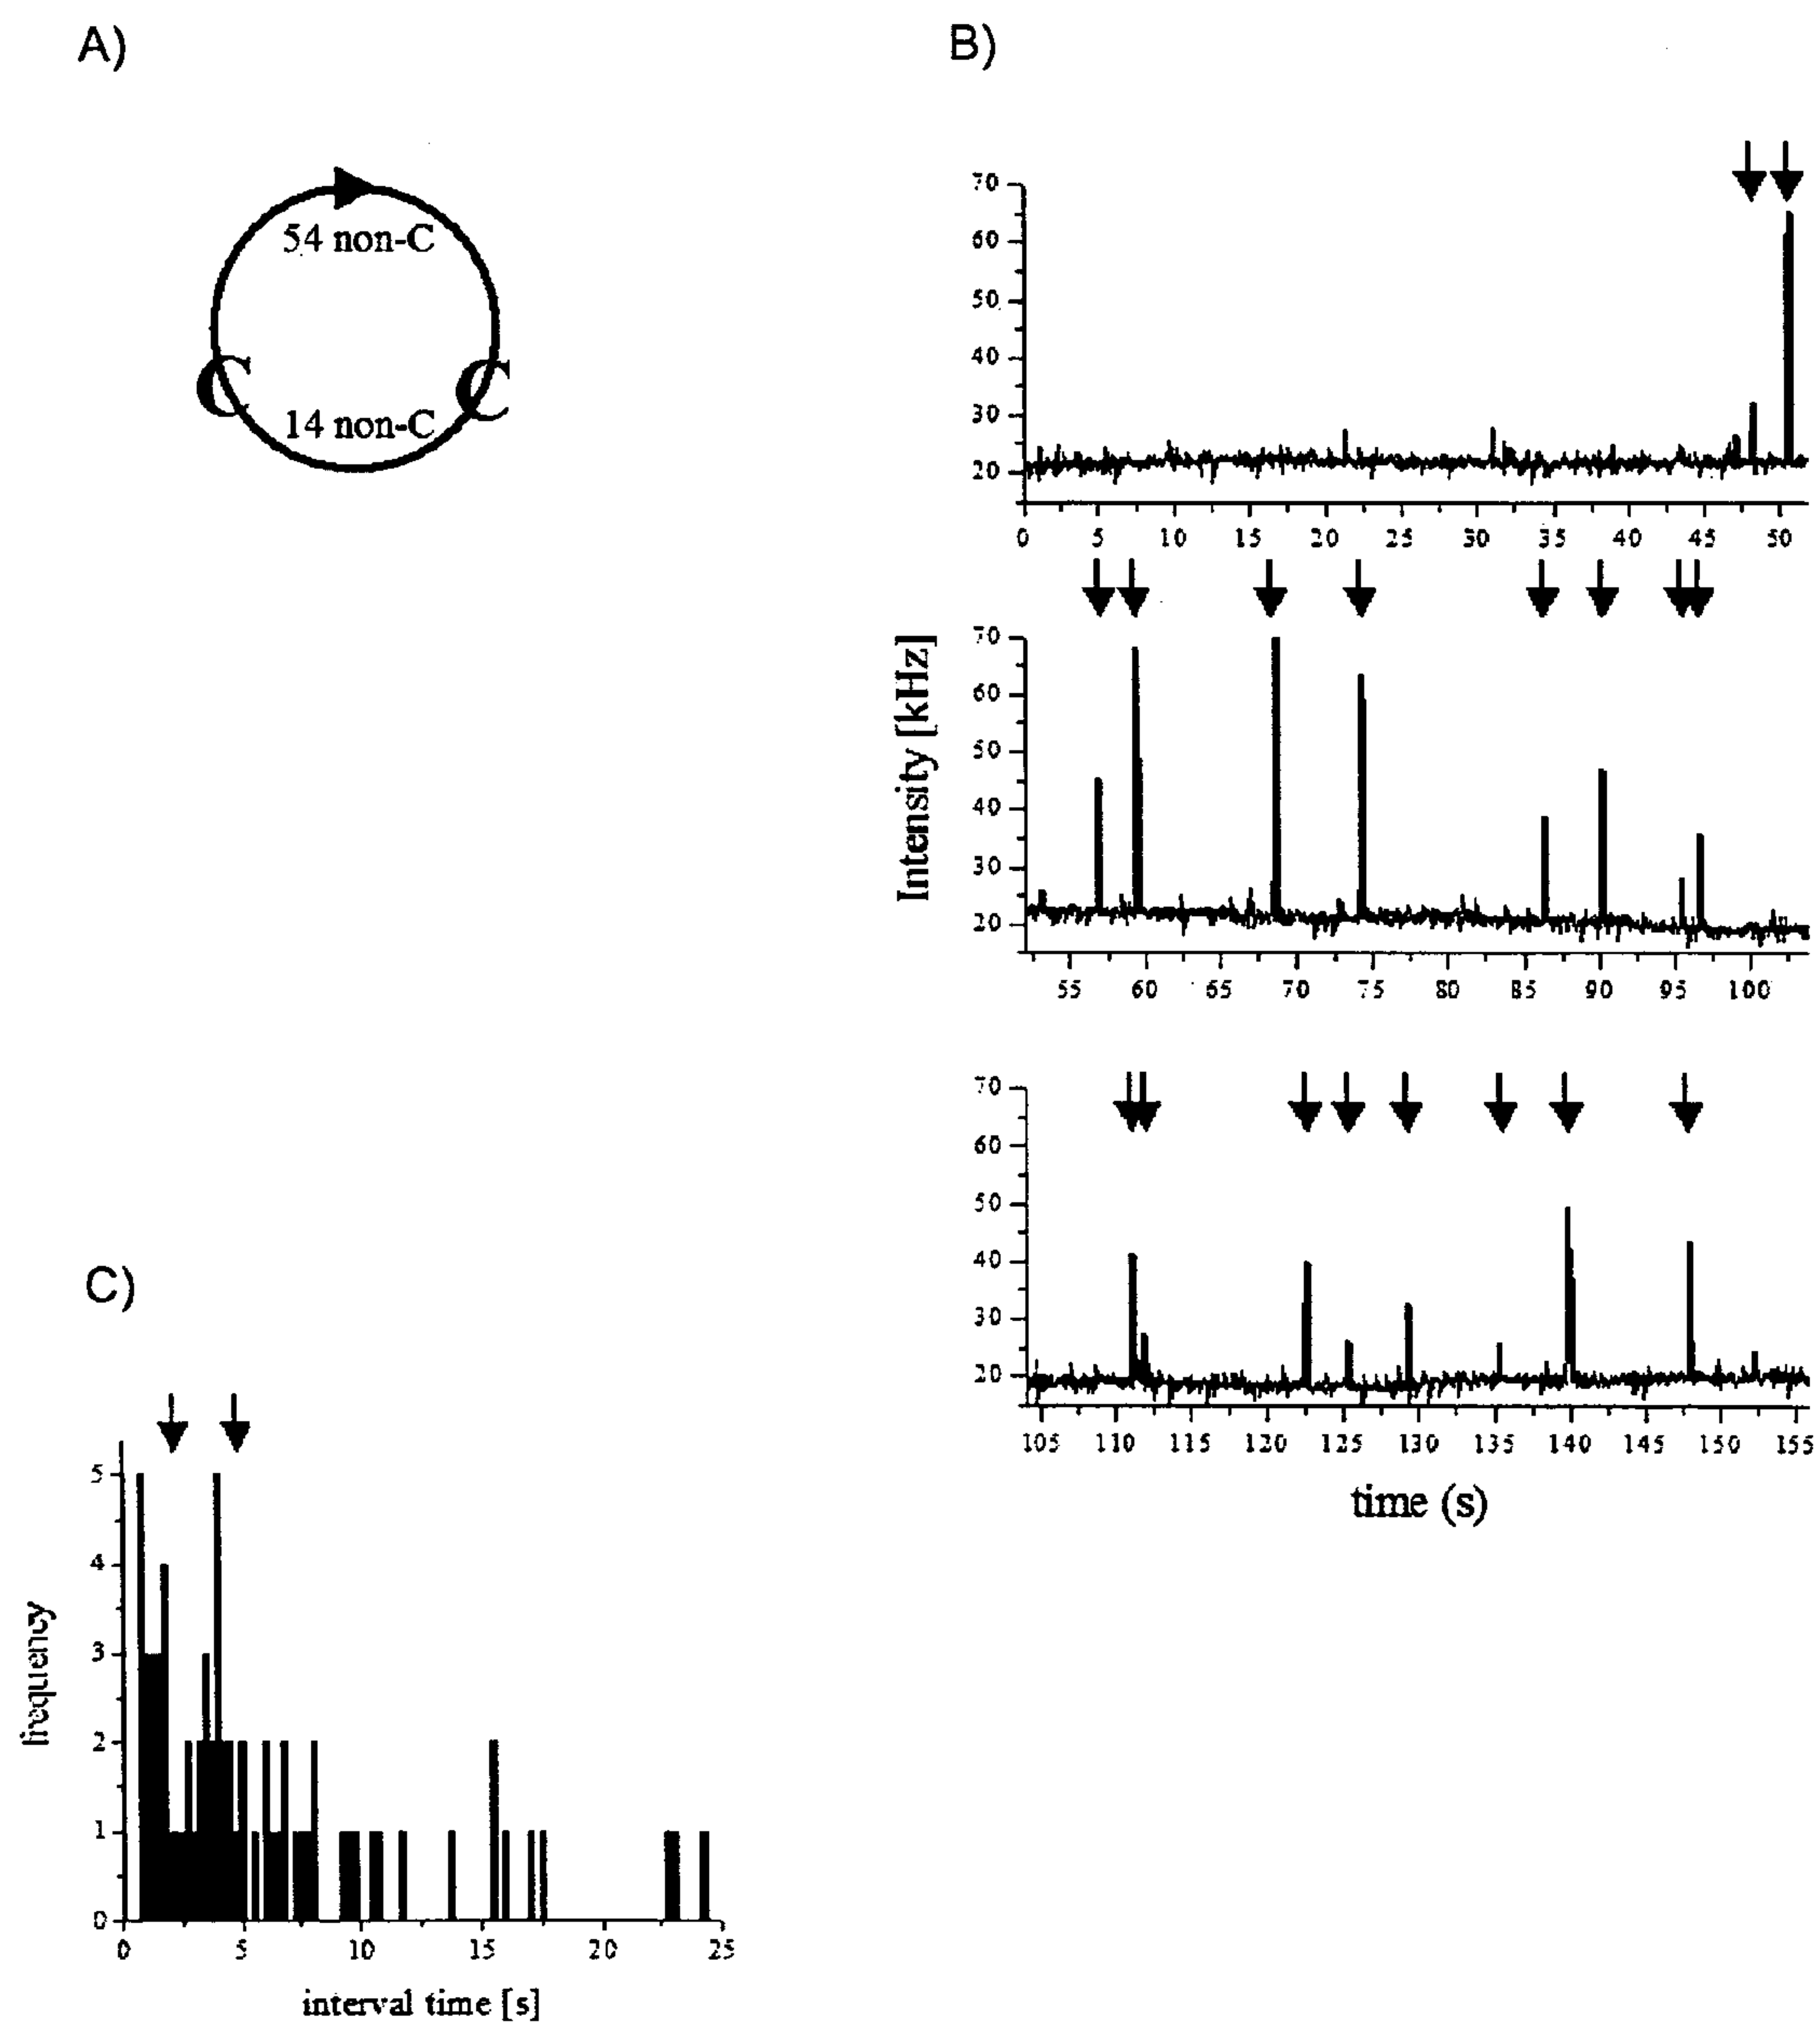 A)
54 non-C
C C
14 non-C
B)
70
60
50
40
30
20
0 5 10 15 20 25 30 35 40 45 50
Intensity [kHz]
70
60
50
40
30
20
55 60 65 70 75 80 85 90 95 100
70
60
50
40
30
20
105 110 115 120 125 130 135 140 145 150 155
time (s)
C)
frequency
5
4
3
2
1
0
0 5 10 15 20 25
interval time [s]